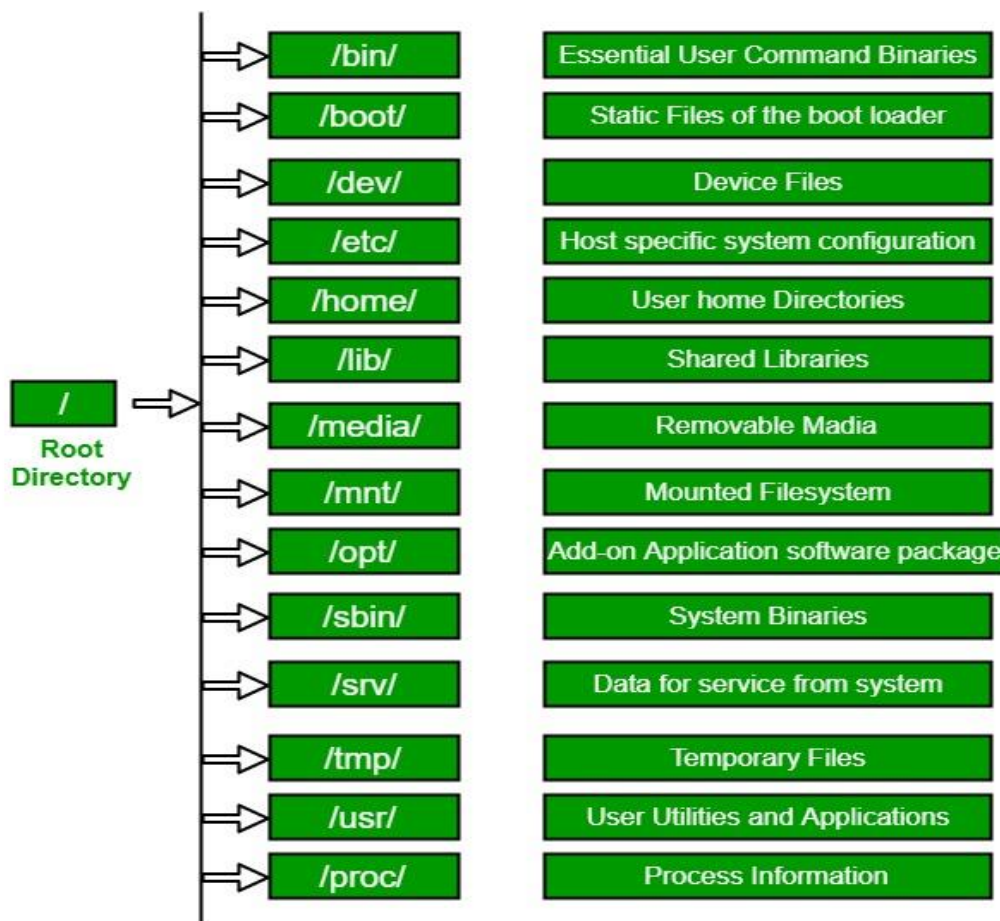 /bin/ Essential User Command Binaries
/boot/ Static Files of the boot loader
/dev/ Device Files
/etc/ Host specific system configuration
/home/ User home Directories
/lib/ Shared Libraries
/
Root
Directory
/media/ Removable Madia
/mnt/ Mounted Filesystem
/opt/ Add-on Application software package
/sbin/ System Binaries
/srv/ Data for service from system
/tmp/ Temporary Files
/usr/ User Utilities and Applications
/proc/ Process Information